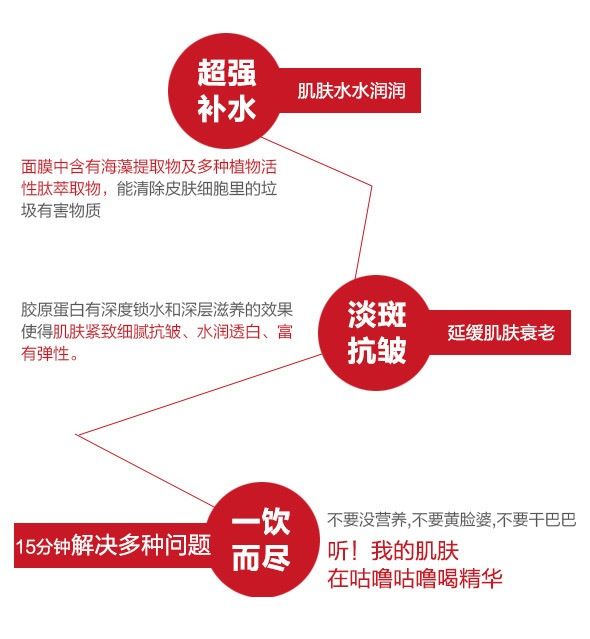 超强
补水
肌肤水水润润
面膜中含有海藻提取物及多种植物活
性肽萃取物，能清除皮肤细胞里的垃
圾有害物质
胶原蛋白有深度锁水和深层滋养的效果
使得肌肤紧致细腻抗皱、水润透白、富
有弹性。
淡斑
抗皱
延缓肌肤衰老
15分钟解决多种问题
一饮
而尽
不要没营养,不要黄脸婆,不要干巴巴
听！我的肌肤
在咕噜咕噜喝精华